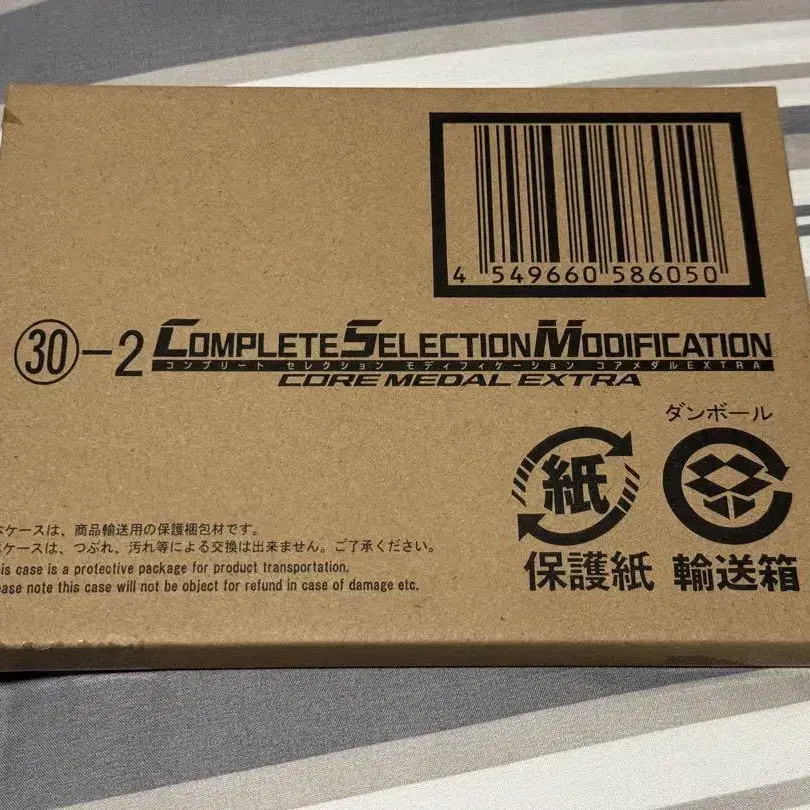 4 549660 586050
㉚-2 COMPLETE SELECTION MODIFICATION
コンプリート セレクション モディフィケーション コアメダルEXTRA
CORE MEDAL EXTRA
ダンボール
紙
保護紙 輸送箱
ケースは、商品輸送用の保護梱包材です。
ケースは、つぶれ、汚れ等による交換は出来ません。ご了承ください。
is case is a protective package for product transportation.
ease note this case will not be object for refund in case of damage etc.